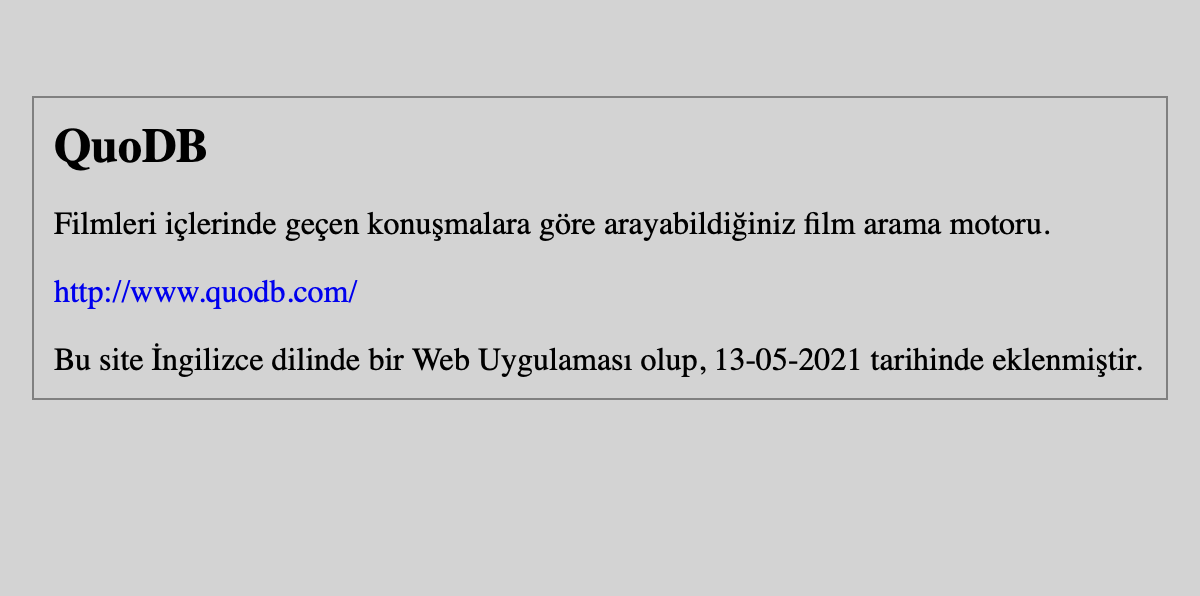 QuoDB
Filmleri içlerinde geçen konuşmalara göre arayabildiğiniz film arama motoru.
http://www.quodb.com/
Bu site İngilizce dilinde bir Web Uygulaması olup, 13-05-2021 tarihinde eklenmiştir.